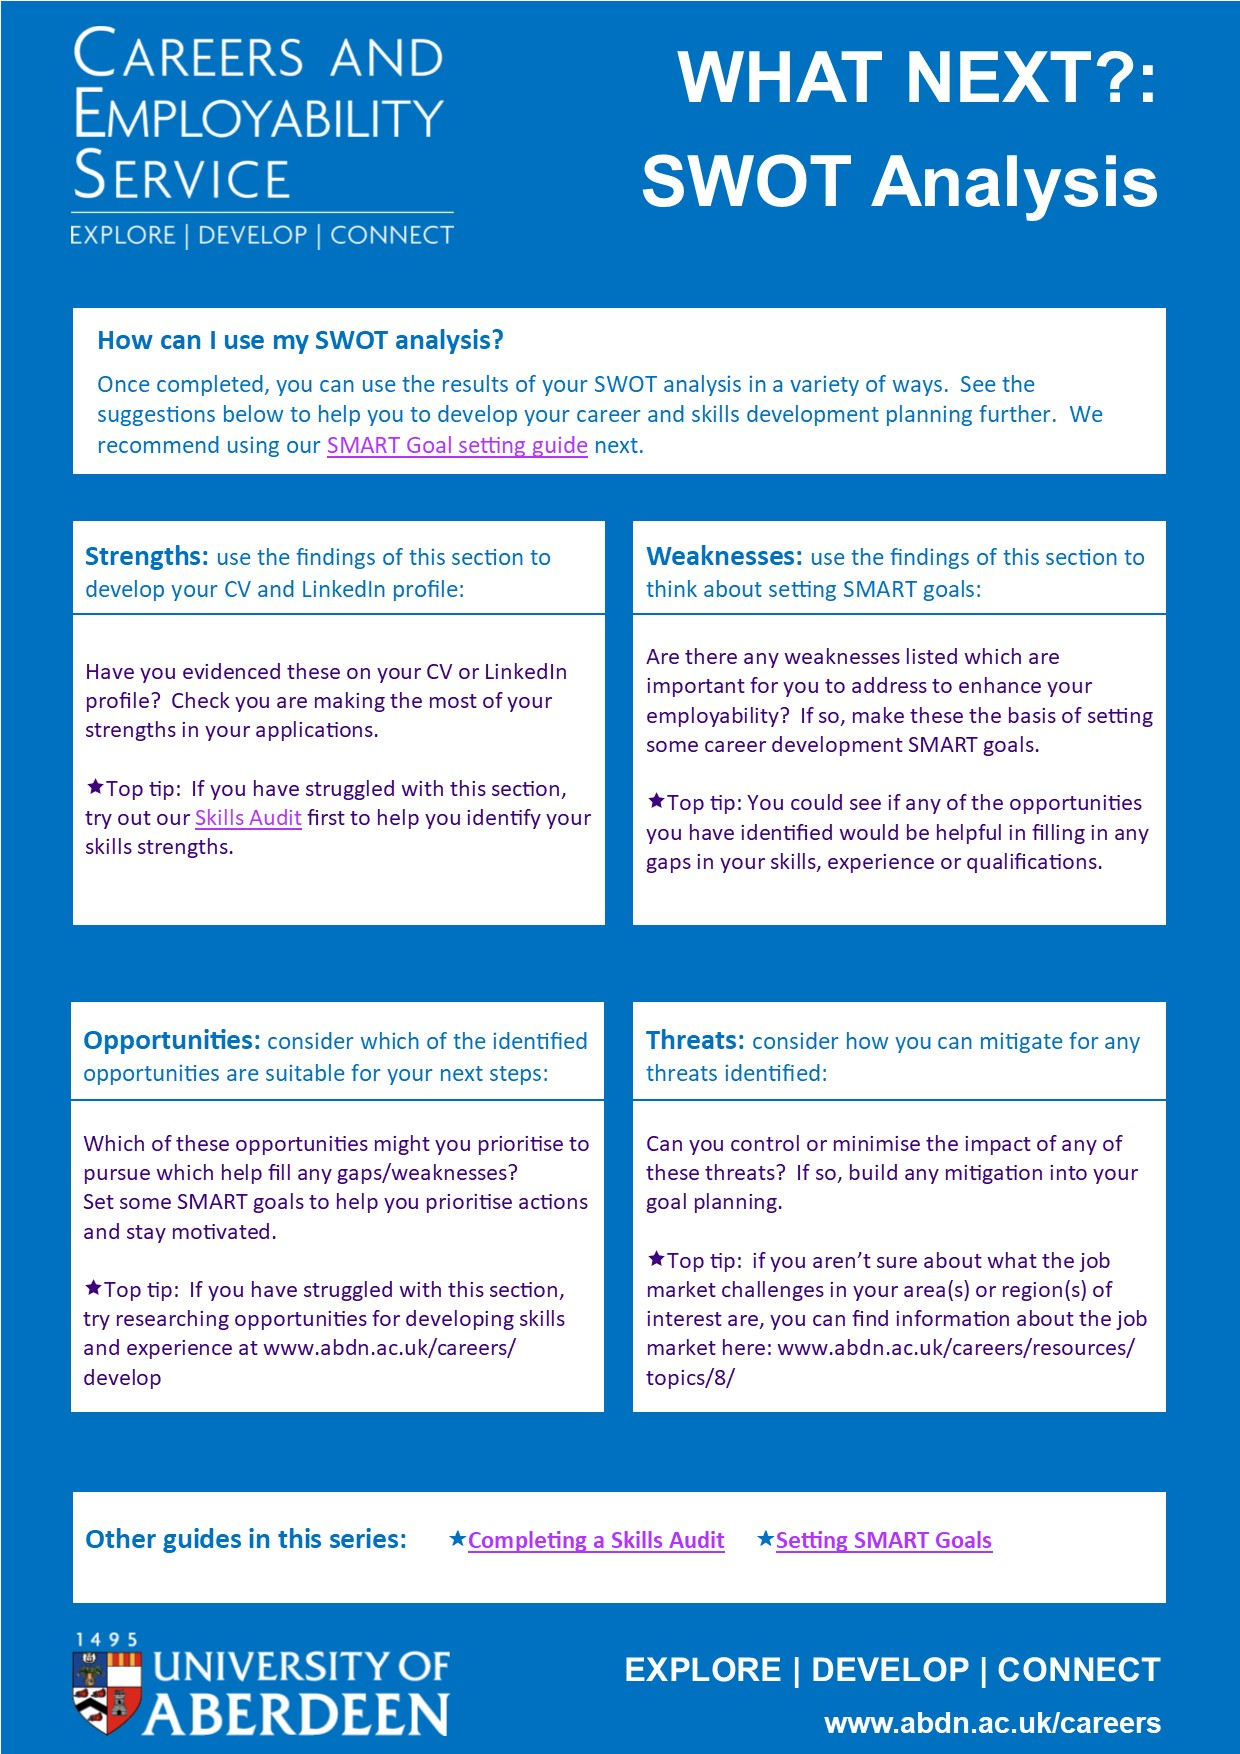 CAREERS AND
EMPLOYABILITY
SERVICE
EXPLORE | DEVELOP | CONNECT
WHAT NEXT?:
SWOT Analysis
How can I use my SWOT analysis?
Once completed, you can use the results of your SWOT analysis in a variety of ways.  See the
suggestions below to help you to develop your career and skills development planning further.  We
recommend using our SMART Goal setting guide next.
Strengths: use the findings of this section to
develop your CV and LinkedIn profile:
Have you evidenced these on your CV or LinkedIn
profile?  Check you are making the most of your
strengths in your applications.
★Top tip:  If you have struggled with this section,
try out our Skills Audit first to help you identify your
skills strengths.
Weaknesses: use the findings of this section to
think about setting SMART goals:
Are there any weaknesses listed which are
important for you to address to enhance your
employability?  If so, make these the basis of setting
some career development SMART goals.
★Top tip: You could see if any of the opportunities
you have identified would be helpful in filling in any
gaps in your skills, experience or qualifications.
Opportunities: consider which of the identified
opportunities are suitable for your next steps:
Which of these opportunities might you prioritise to
pursue which help fill any gaps/weaknesses?
Set some SMART goals to help you prioritise actions
and stay motivated.
★Top tip:  If you have struggled with this section,
try researching opportunities for developing skills
and experience at www.abdn.ac.uk/careers/
develop
Threats: consider how you can mitigate for any
threats identified:
Can you control or minimise the impact of any of
these threats?  If so, build any mitigation into your
goal planning.
★Top tip:  if you aren’t sure about what the job
market challenges in your area(s) or region(s) of
interest are, you can find information about the job
market here: www.abdn.ac.uk/careers/resources/
topics/8/
Other guides in this series: ★Completing a Skills Audit ★Setting SMART Goals
1495
UNIVERSITY OF
ABERDEEN
EXPLORE | DEVELOP | CONNECT
www.abdn.ac.uk/careers